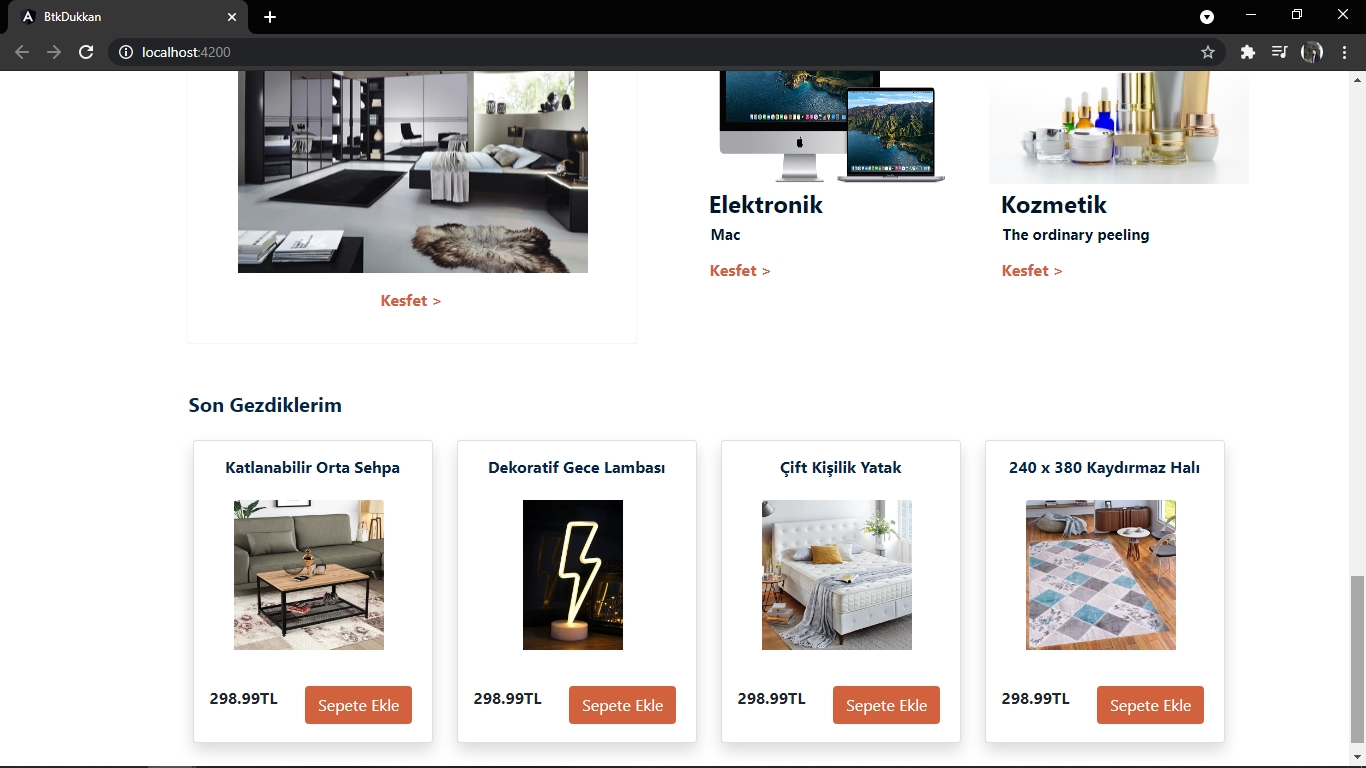 BtkDukkan
localhost:4200
Elektronik
Mac
Kesfet >
Kozmetik
The ordinary peeling
Kesfet >
Kesfet >
Son Gezdiklerim
Katlanabilir Orta Sehpa
298.99TL
Sepete Ekle
Dekoratif Gece Lambası
298.99TL
Sepete Ekle
Çift Kişilik Yatak
298.99TL
Sepete Ekle
240 x 380 Kaydırmaz Halı
298.99TL
Sepete Ekle